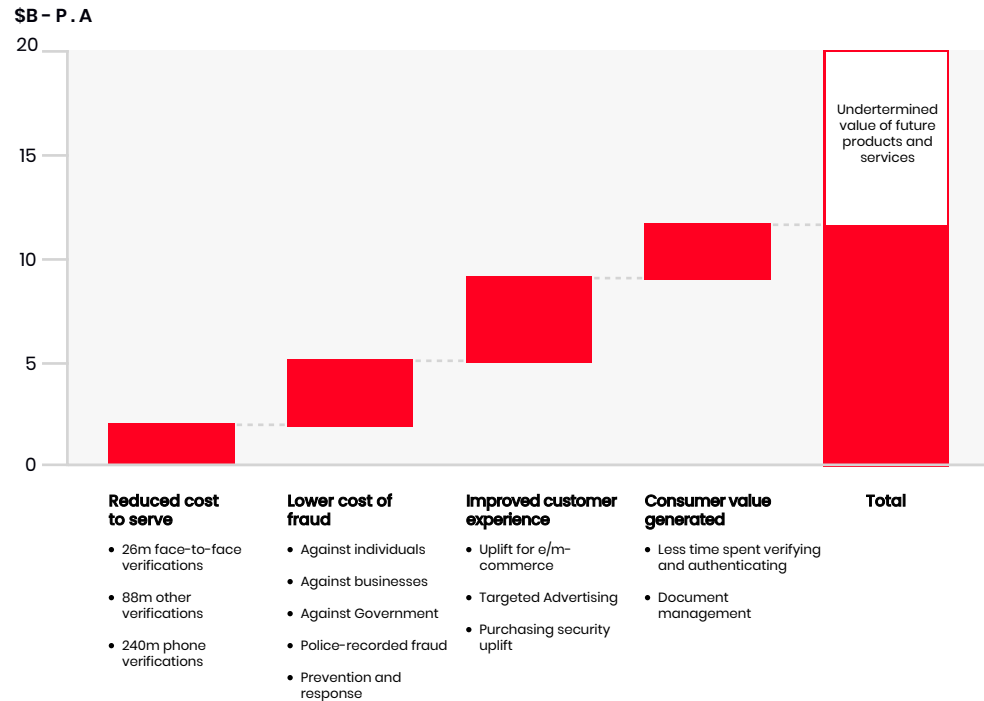 $B - P . A
20
15
10
5
0
Undertermined
value of future
products and
services
Reduced cost
to serve
• 26m face-to-face
verifications
• 88m other
verifications
• 240m phone
verifications
Lower cost of
fraud
• Against individuals
• Against businesses
• Against Government
• Police-recorded fraud
• Prevention and
response
Improved customer
experience
• Uplift for e/m-
commerce
• Targeted Advertising
• Purchasing security
uplift
Consumer value
generated
• Less time spent verifying
and authenticating
• Document
management
Total